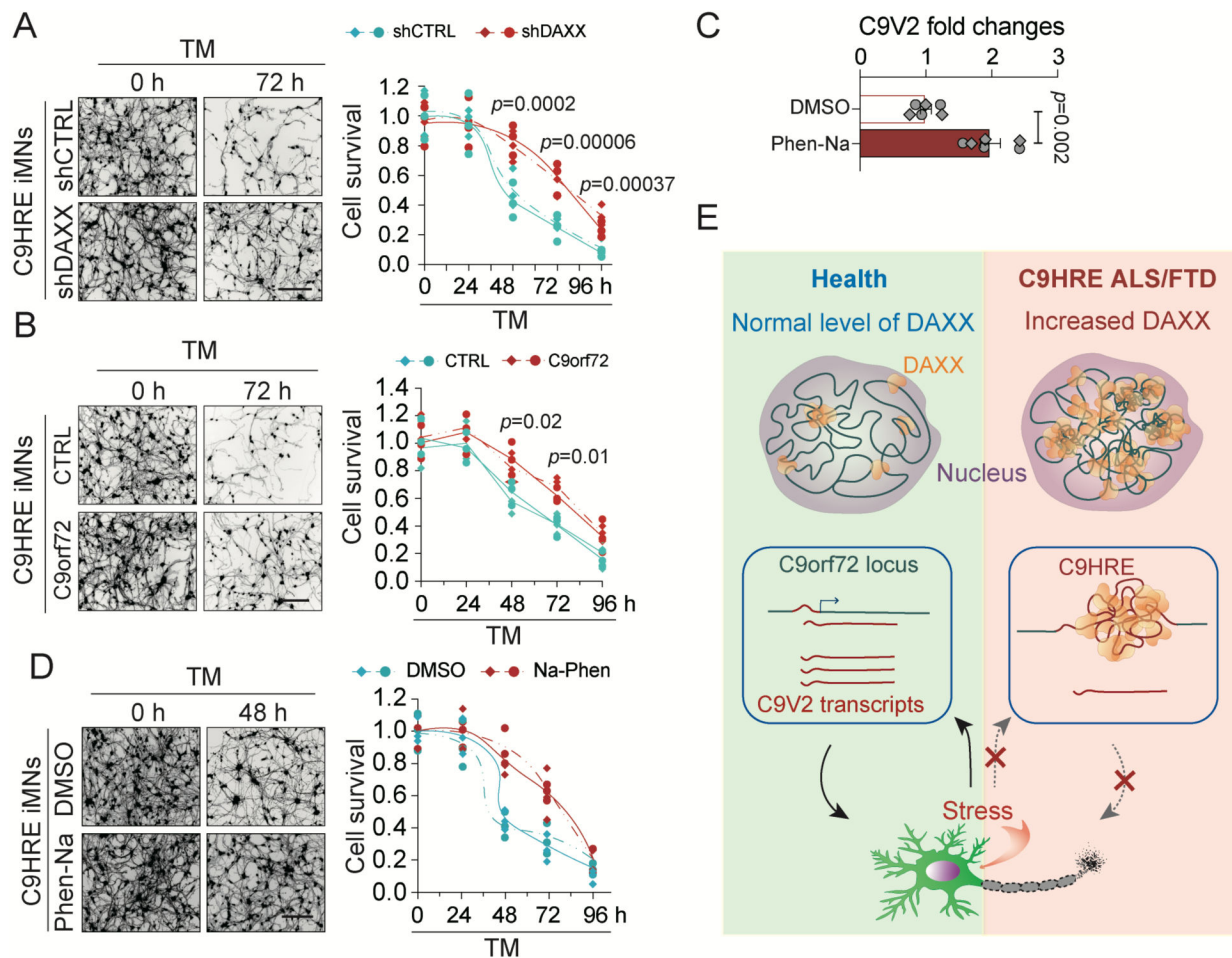 A
TM
0 h
72 h
C9HRE iMNs
shCTRL
shDAXX
shCTRL
shDAXX
Cell survival
1.2
1.0
0.8
0.6
0.4
0.2
0.0
p=0.0002
p=0.00006
p=0.00037
0
24
48
72
96 h
TM
B
TM
0 h
72 h
C9HRE iMNs
CTRL
C9orf72
CTRL
C9orf72
Cell survival
1.4
1.2
1.0
0.8
0.6
0.4
0.2
0.0
p=0.02
p=0.01
0
24
48
72
96 h
TM
C
C9V2 fold changes
0
1
2
3
DMSO
Phen-Na
p=0.002
D
TM
0 h
48 h
C9HRE iMNs
DMSO
Phen-Na
DMSO
Na-Phen
Cell survival
1.2
1.0
0.8
0.6
0.4
0.2
0.0
0
24
48
72
96 h
TM
E
Health
Normal level of DAXX
C9HRE ALS/FTD
Increased DAXX
DAXX
Nucleus
C9orf72 locus
C9V2 transcripts
C9HRE
Stress